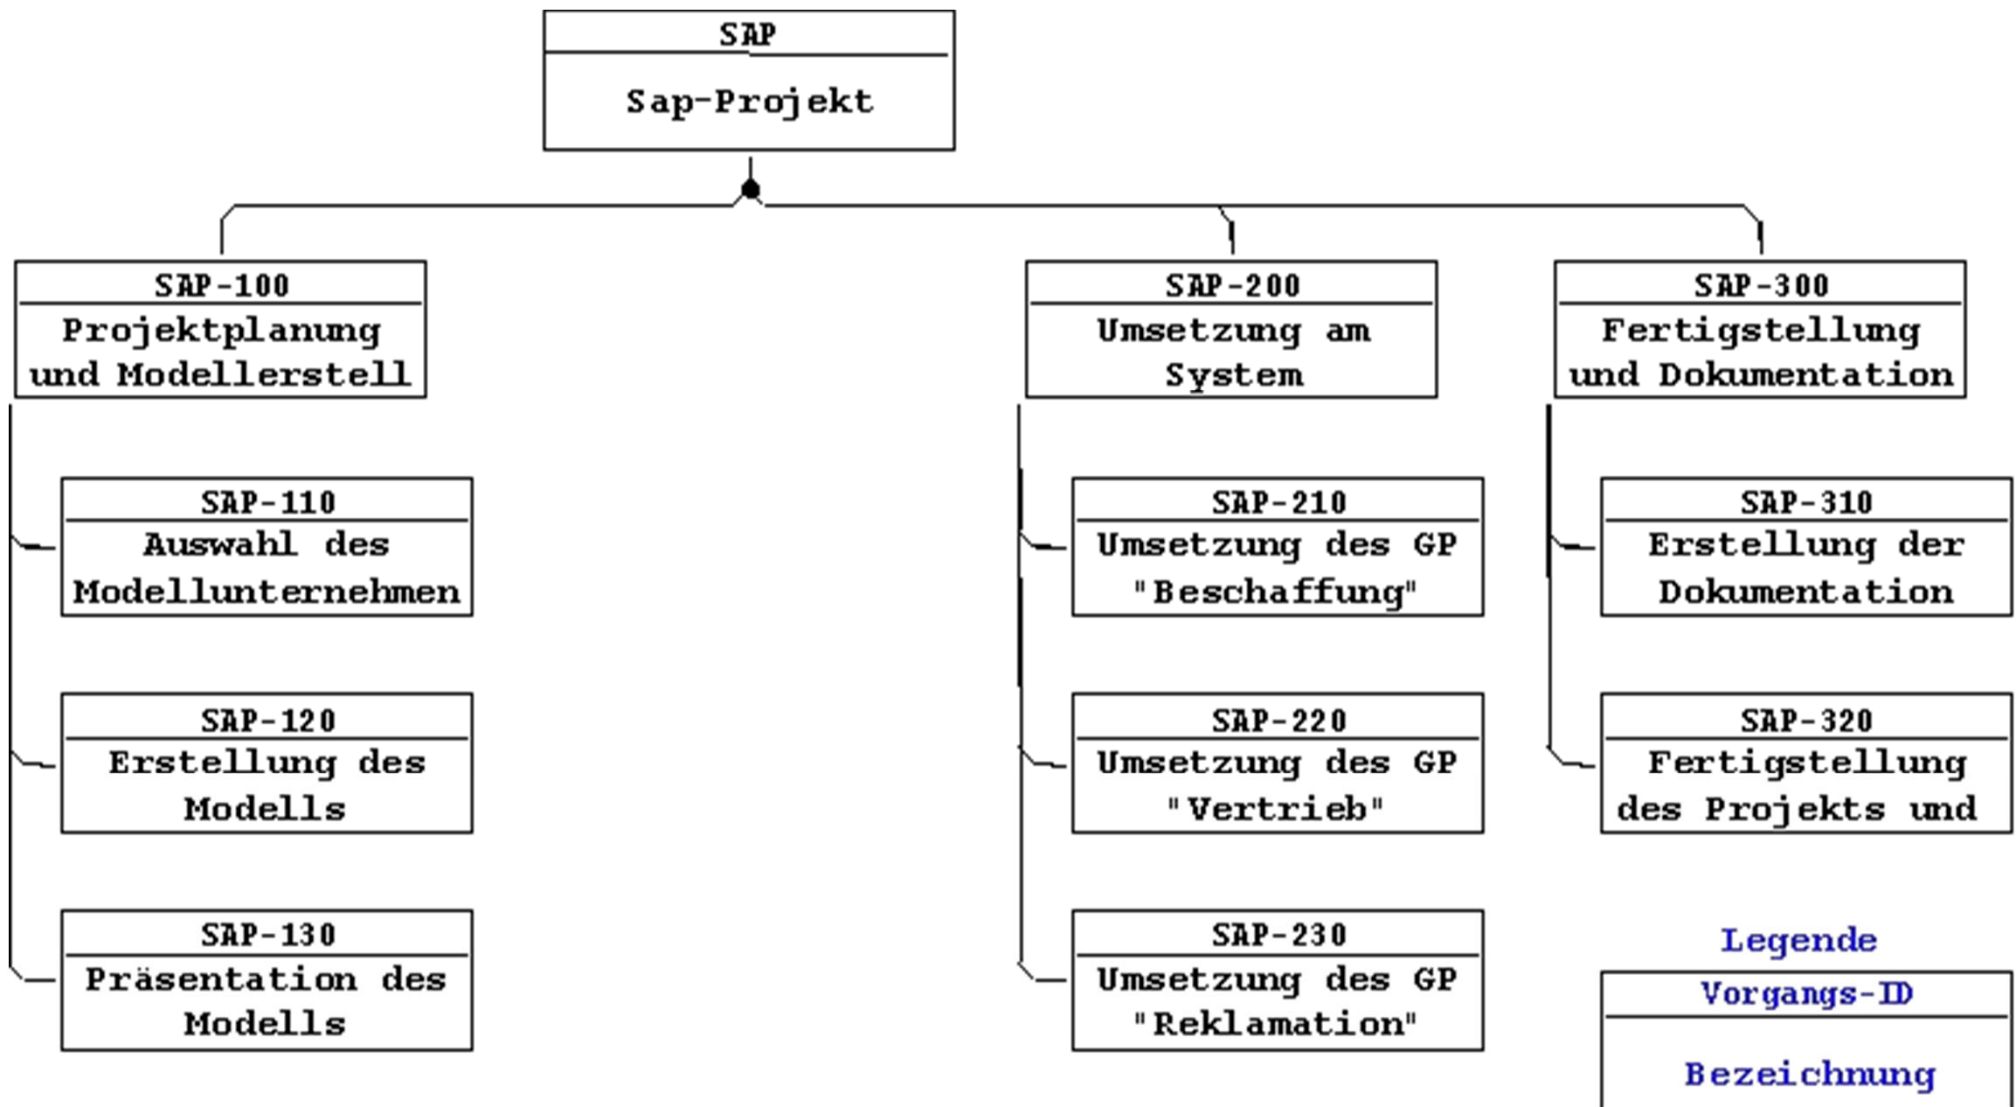 SAP
Sap-Projekt
SAP-100
Projektplanung
und Modellerstell
SAP-110
Auswahl des
Modellunternehmen
SAP-120
Erstellung des
Modells
SAP-130
Präsentation des
Modells
SAP-200
Umsetzung am
System
SAP-210
Umsetzung des GP
"Beschaffung"
SAP-220
Umsetzung des GP
"Vertrieb"
SAP-230
Umsetzung des GP
"Reklamation"
SAP-300
Fertigstellung
und Dokumentation
SAP-310
Erstellung der
Dokumentation
SAP-320
Fertigstellung
des Projekts und
Legende
Vorgangs-ID
Bezeichnung